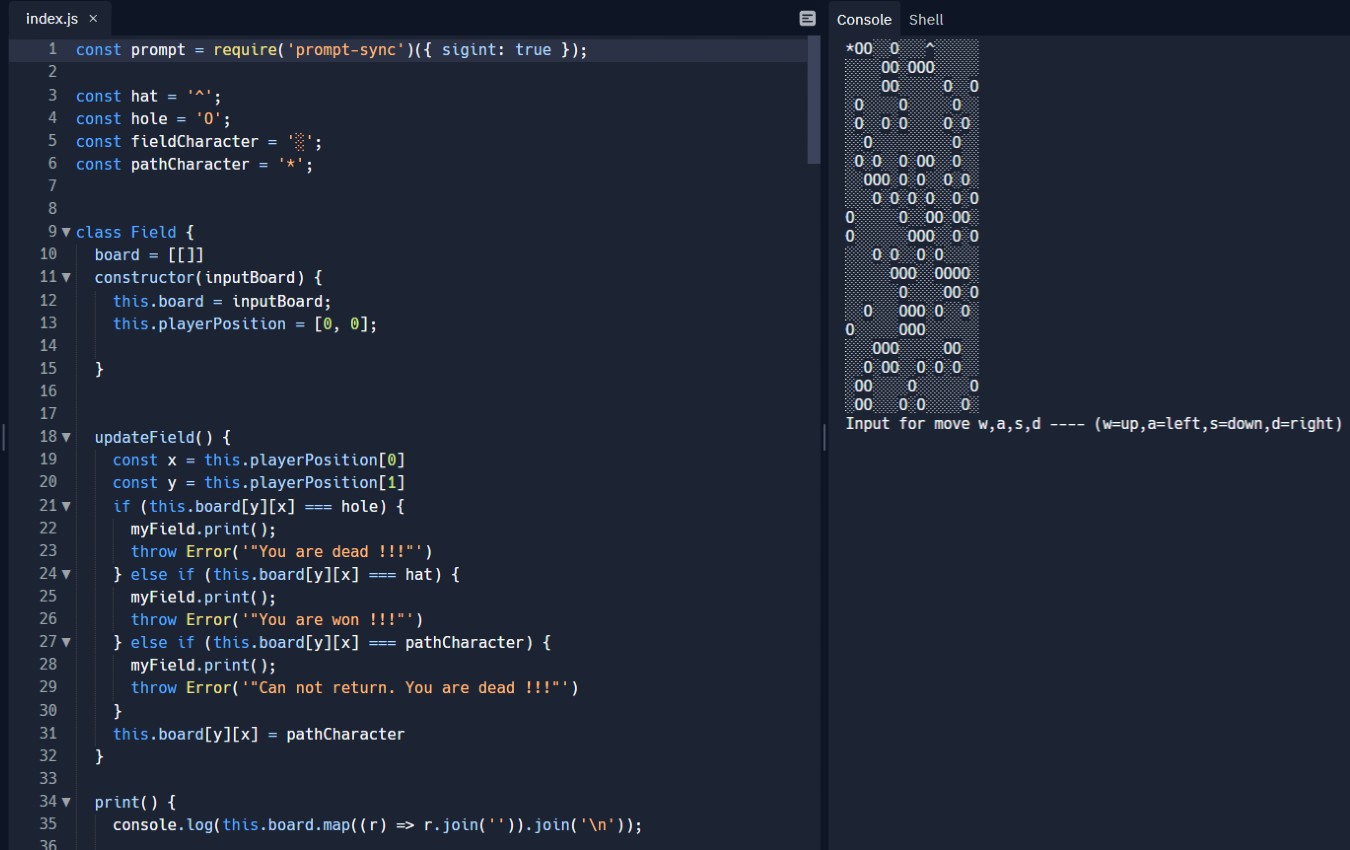 index.js ×
1 const prompt = require('prompt-sync')({ sigint: true });
2
3 const hat = '^';
4 const hole = 'O';
5 const fieldCharacter = '░';
6 const pathCharacter = '*';
7
8
9 class Field {
10 board = [[]]
11 constructor(inputBoard) {
12 this.board = inputBoard;
13 this.playerPosition = [0, 0];
14
15 }
16
17
18 updateField() {
19 const x = this.playerPosition[0]
20 const y = this.playerPosition[1]
21 if (this.board[y][x] === hole) {
22 myField.print();
23 throw Error('"You are dead !!!"')
24 } else if (this.board[y][x] === hat) {
25 myField.print();
26 throw Error('"You are won !!!"')
27 } else if (this.board[y][x] === pathCharacter) {
28 myField.print();
29 throw Error('"Can not return. You are dead !!!"')
30 }
31 this.board[y][x] = pathCharacter
32 }
33
34 print() {
35 console.log(this.board.map((r) => r.join('')).join('\n'));
36
Console Shell
*OO░░O░░░^░░░░░
░░░░OO░OOO░░░░░
░░░░OO░░░░░O░░O
░O░░░░O░░░░░O░░
░O░░O░O░░░░O░O░
░░O░░░░░░░░░O░░
░O░O░░O░OO░░O░░
░░OOO░O░O░░O░O░
░░░O░O░O░O░░O░O
O░░░░░O░░OO░OO░
O░░░░░░OOO░░O░O
░░░O░O░░O░O░░░░
░░░░░OOO░░OOOO░
░░░░░░O░░░░OO░O
░░O░░░OOO░O░░O░
O░░░░░OOO░░░░░░
░░░OOO░░░░░OO░░
░░O░OO░░O░O░O░░
░OO░░░░O░░░░░░O
░OO░░░O░O░░░░O░
Input for move w,a,s,d ---- (w=up,a=left,s=down,d=right)